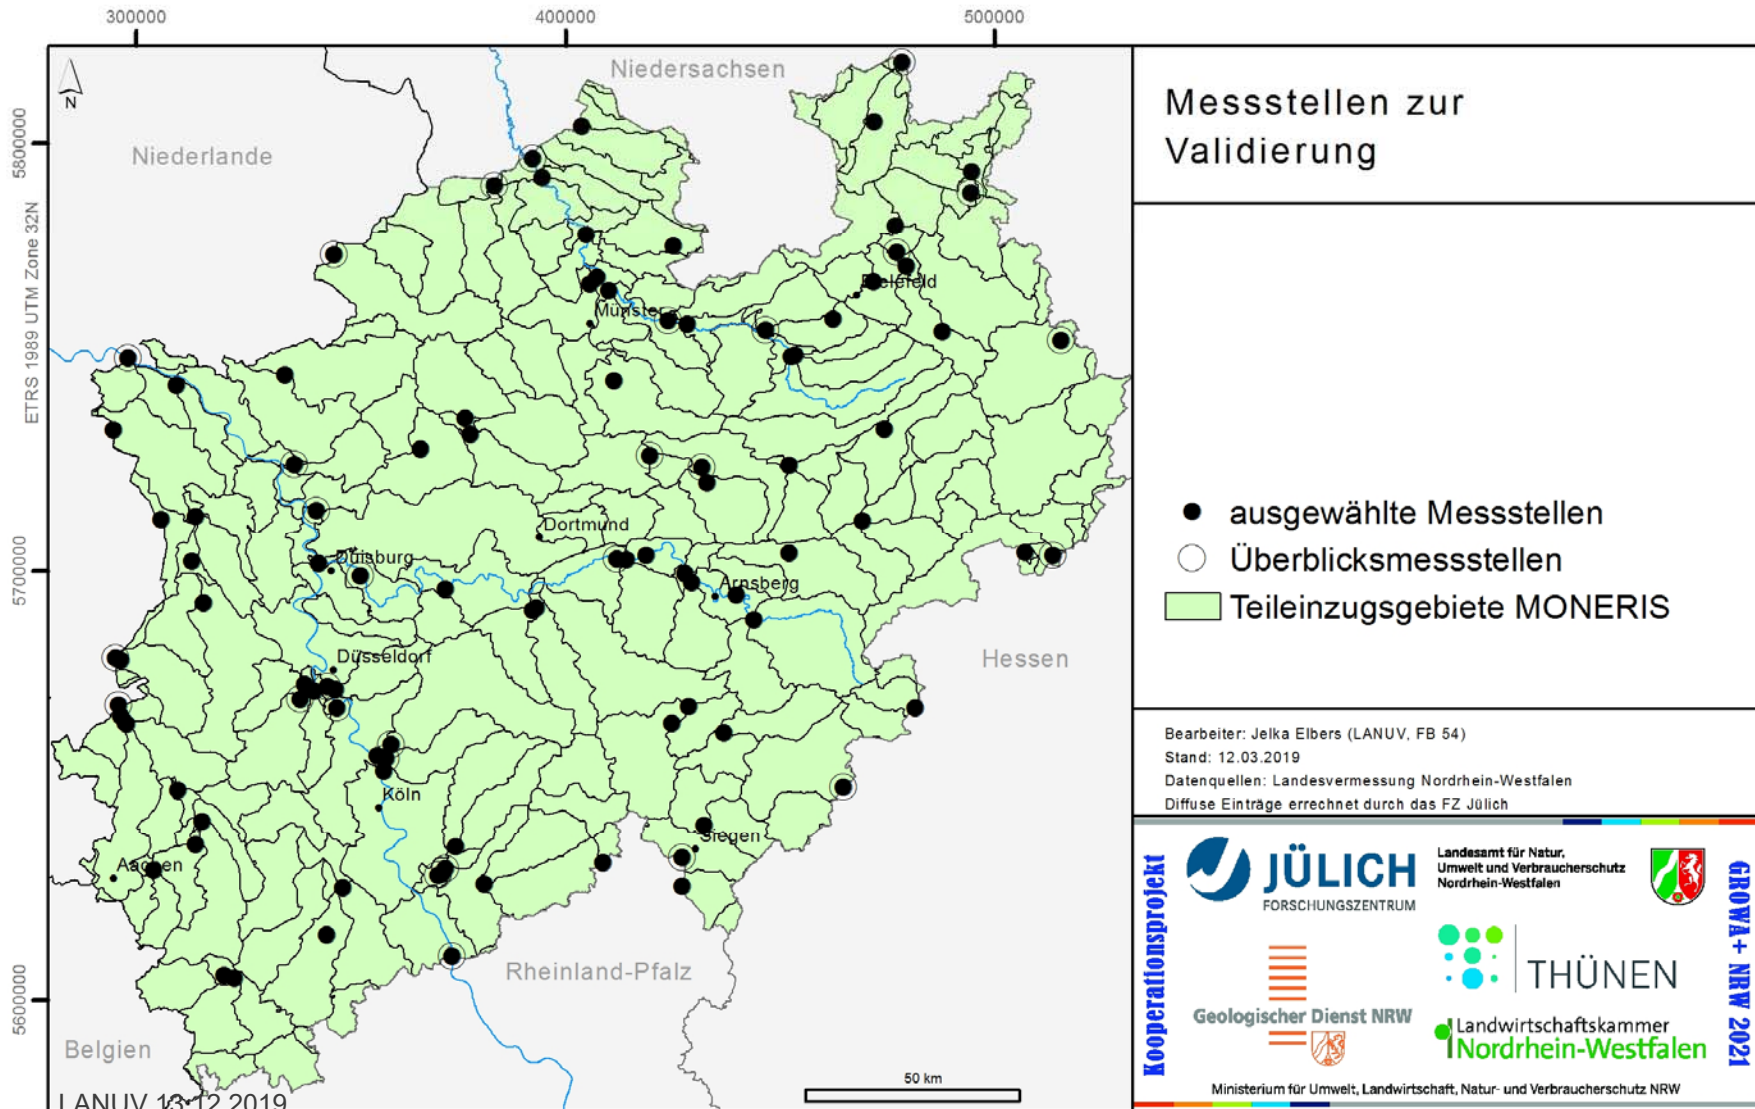 300000
400000
500000
5800000
ETRS 1989 UTM Zone 32N
5700000
5600000
N
Niedersachsen
Niederlande
Bielefeld
Münster
Dortmund
Duisburg
Arnsberg
Düsseldorf
Hessen
Köln
Siegen
Aachen
Rheinland-Pfalz
Belgien
50 km
LANUV 13.12.2019
Messstellen zur
Validierung
ausgewählte Messstellen
Überblicksmessstellen
Teileinzugsgebiete MONERIS
Bearbeiter: Jelka Elbers (LANUV, FB 54)
Stand: 12.03.2019
Datenquellen: Landesvermessung Nordrhein-Westfalen
Diffuse Einträge errechnet durch das FZ Jülich
Kooperationsprojekt
JÜLICH
FORSCHUNGSZENTRUM
Landesamt für Natur,
Umwelt und Verbraucherschutz
Nordrhein-Westfalen
GROWA+ NRW 2021
THÜNEN
Geologischer Dienst NRW
Landwirtschaftskammer
Nordrhein-Westfalen
Ministerium für Umwelt, Landwirtschaft, Natur- und Verbraucherschutz NRW